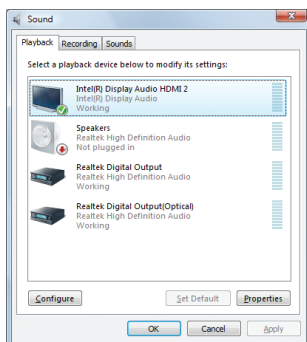 Sound
Playback
Recording
Sounds
Select a playback device below to modify its settings:
Intel(R) Display Audio HDMI 2
Intel(R) Display Audio
Working
Speakers
Realtek High Definition Audio
Not plugged in
Realtek Digital Output
Realtek High Definition Audio
Working
Realtek Digital Output(Optical)
Realtek High Definition Audio
Working
Configure
Set Default
Properties
OK
Cancel
Apply